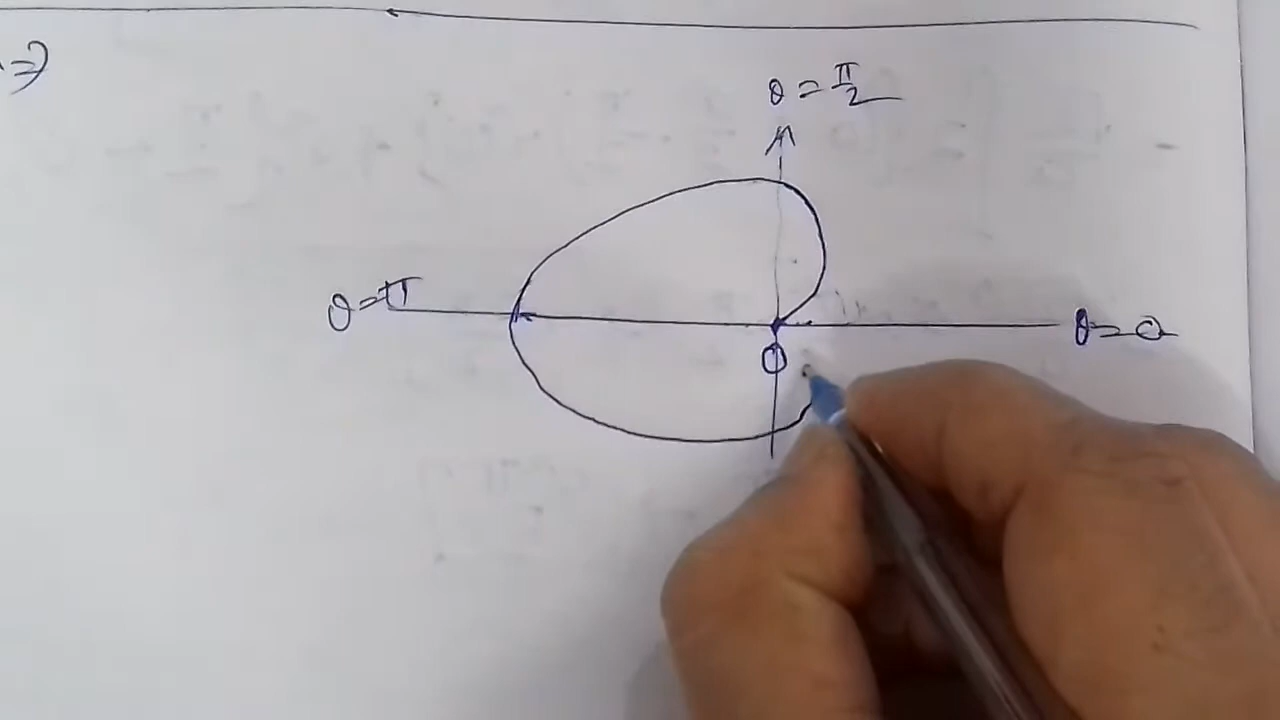 =>
θ = π/2
θ = π
θ = 0
O